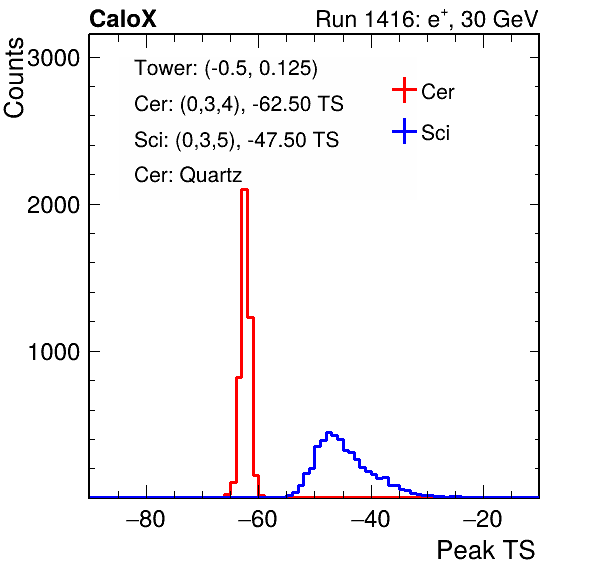 CaloX Run 1416: e⁺, 30 GeV
Counts
3000
2000
1000
Tower: (-0.5, 0.125)
Cer: (0,3,4), -62.50 TS
Sci: (0,3,5), -47.50 TS
Cer: Quartz
Cer
Sci
−80 −60 −40 −20
Peak TS